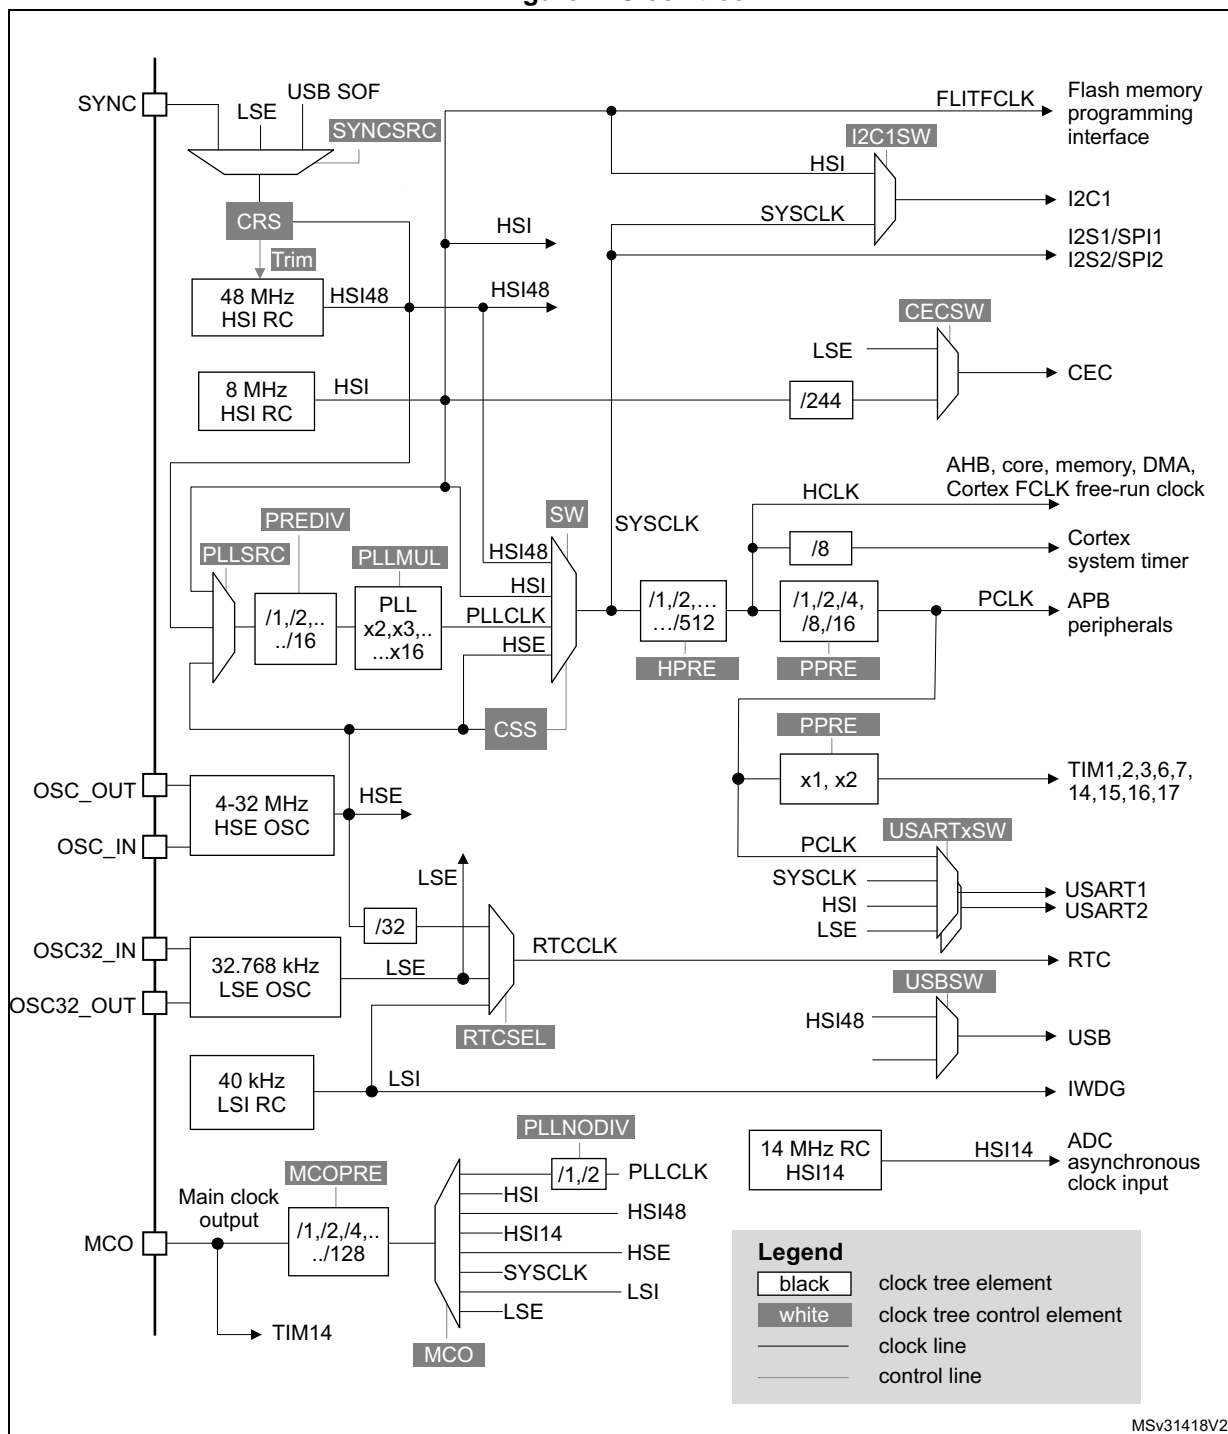 SYNC
LSE
USB SOF
SYNCSRC
CRS
Trim
48 MHz
HSI RC
HSI48
HSI48
HSI
8 MHz
HSI RC
HSI
FLITFCLK
Flash memory
programming
interface
I2C1SW
HSI
SYSCLK
I2C1
I2S1/SPI1
I2S2/SPI2
CECSW
LSE
/244
CEC
AHB, core, memory, DMA,
Cortex FCLK free-run clock
HCLK
/8
Cortex
system timer
PLLSRC
PREDIV
/1,/2,..
../16
PLLMUL
PLL
x2,x3,..
...x16
SW
HSI48
HSI
PLLCLK
HSE
SYSCLK
CSS
/1,/2,...
.../512
HPRE
/1,/2,/4,
/8,/16
PPRE
PCLK
APB
peripherals
PPRE
x1, x2
TIM1,2,3,6,7,
14,15,16,17
OSC_OUT
OSC_IN
4-32 MHz
HSE OSC
HSE
USARTxSW
PCLK
SYSCLK
HSI
LSE
USART1
USART2
OSC32_IN
OSC32_OUT
32.768 kHz
LSE OSC
LSE
LSE
/32
RTCSEL
RTCCLK
RTC
USBSW
HSI48
USB
40 kHz
LSI RC
LSI
IWDG
14 MHz RC
HSI14
HSI14
ADC
asynchronous
clock input
MCO
Main clock
output
TIM14
MCOPRE
/1,/2,/4,..
../128
MCO
PLLNODIV
/1,/2
PLLCLK
HSI
HSI48
HSI14
HSE
SYSCLK
LSI
LSE
Legend
black
clock tree element
white
clock tree control element
clock line
control line
MSv31418V2